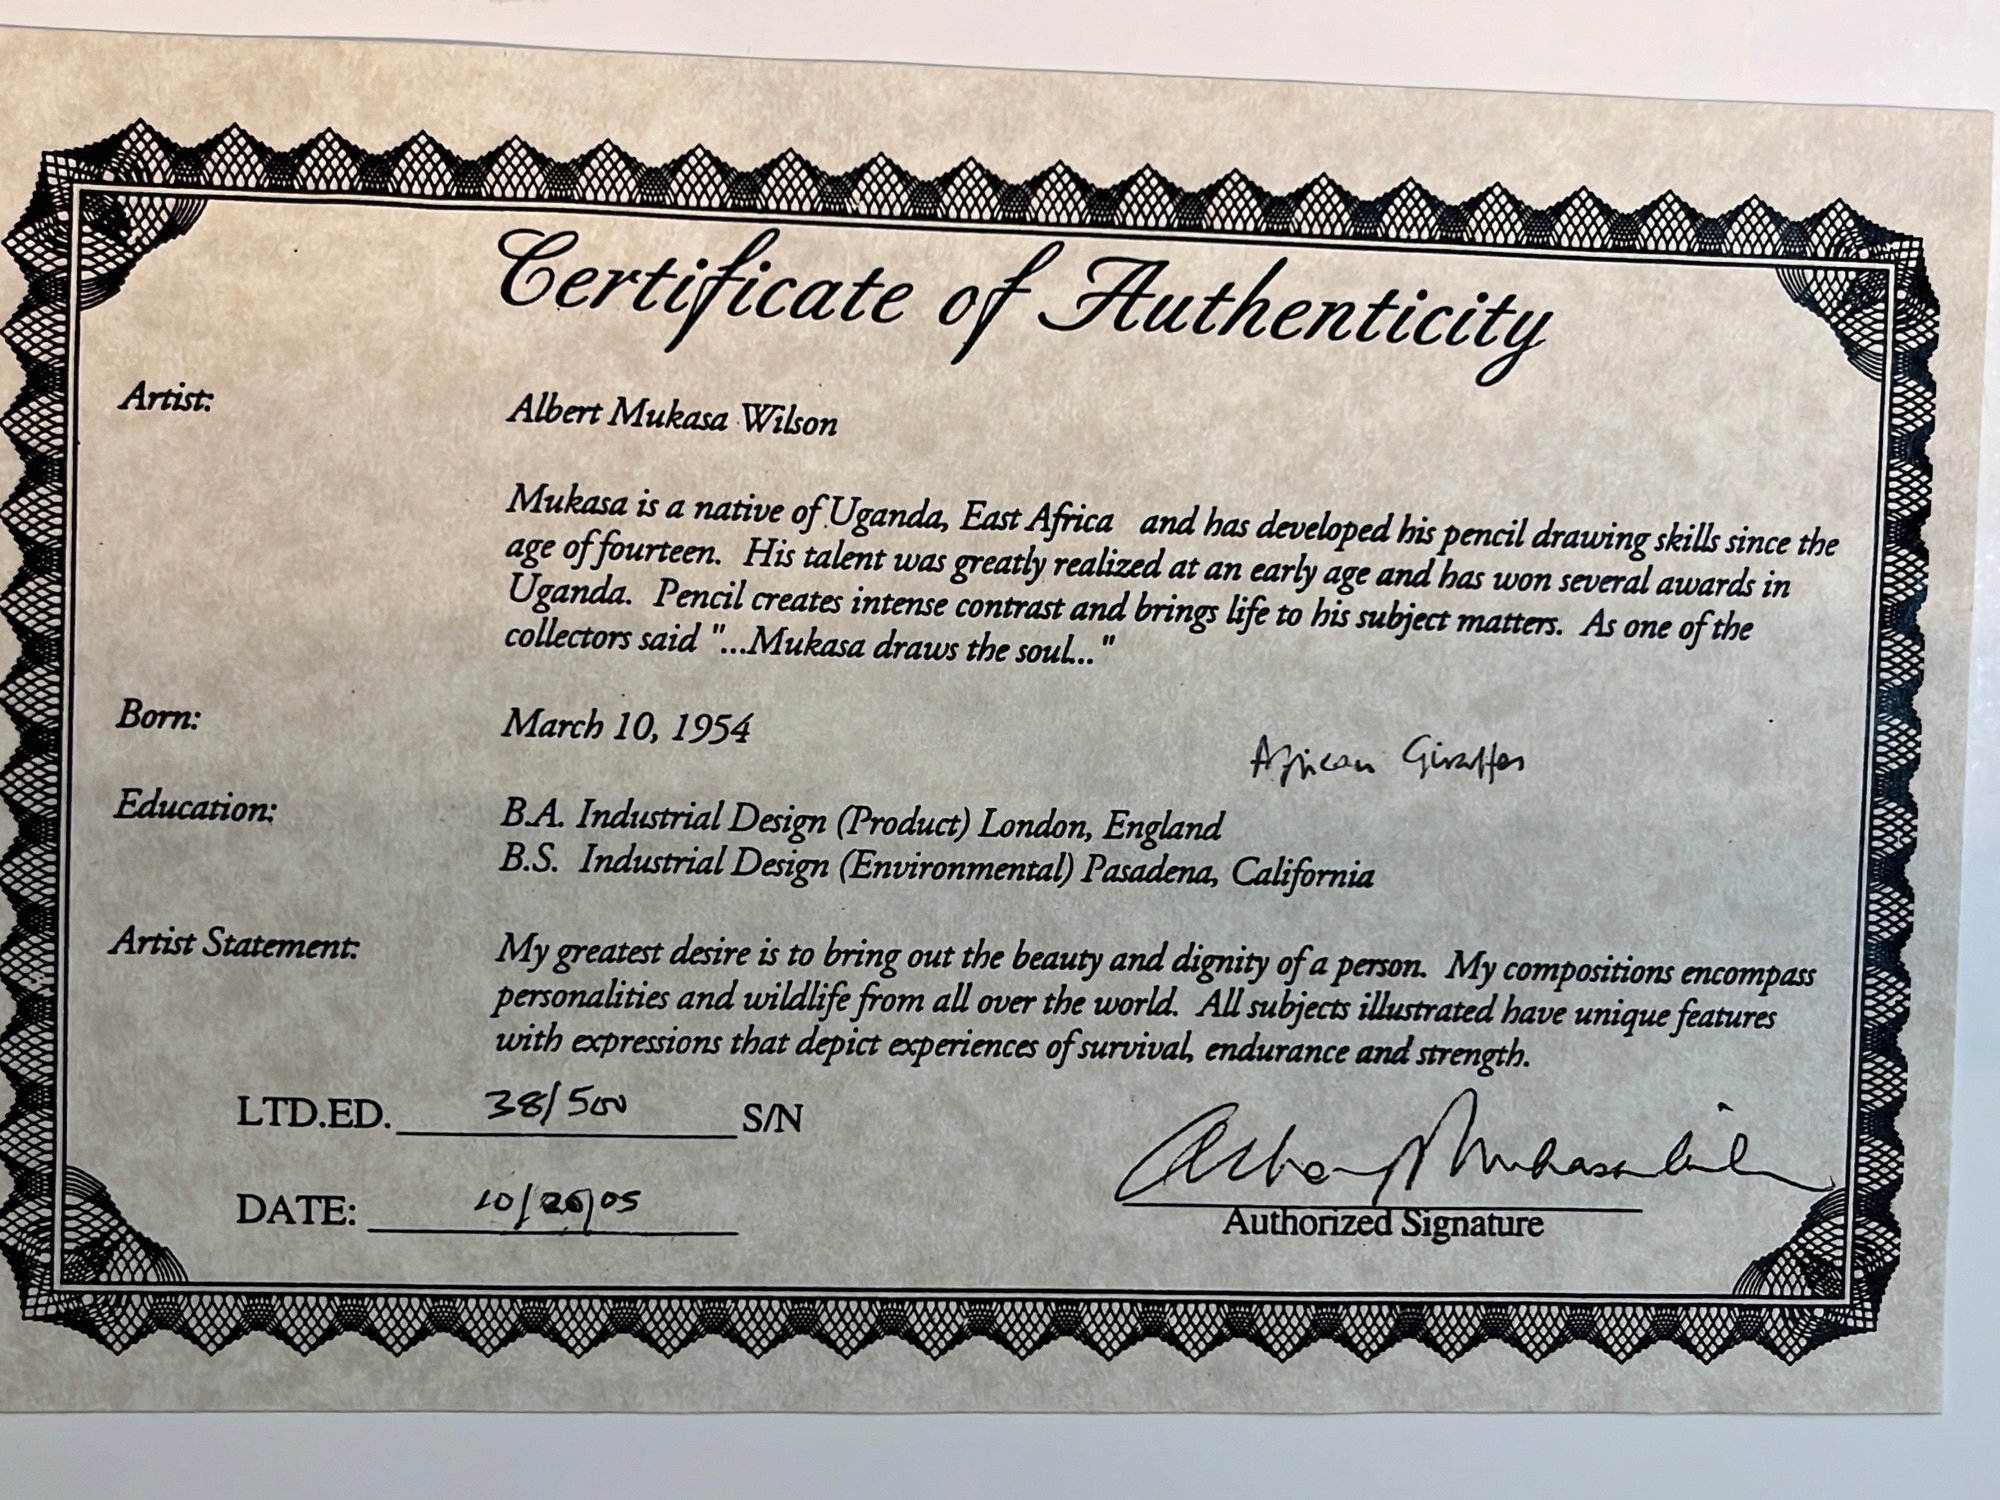 Certificate of Authenticity
Artist: Albert Mukasa Wilson
Mukasa is a native of Uganda, East Africa and has developed his pencil drawing skills since the
age of fourteen. His talent was greatly realized at an early age and has won several awards in
Uganda. Pencil creates intense contrast and brings life to his subject matters. As one of the
collectors said "...Mukasa draws the soul..."
Born: March 10, 1954
African Giraffes
Education: B.A. Industrial Design (Product) London, England
B.S. Industrial Design (Environmental) Pasadena, California
Artist Statement: My greatest desire is to bring out the beauty and dignity of a person. My compositions encompass
personalities and wildlife from all over the world. All subjects illustrated have unique features
with expressions that depict experiences of survival, endurance and strength.
LTD.ED. 38/500 S/N
DATE: 10/26/05
Albert Mukasa Wilson
Authorized Signature